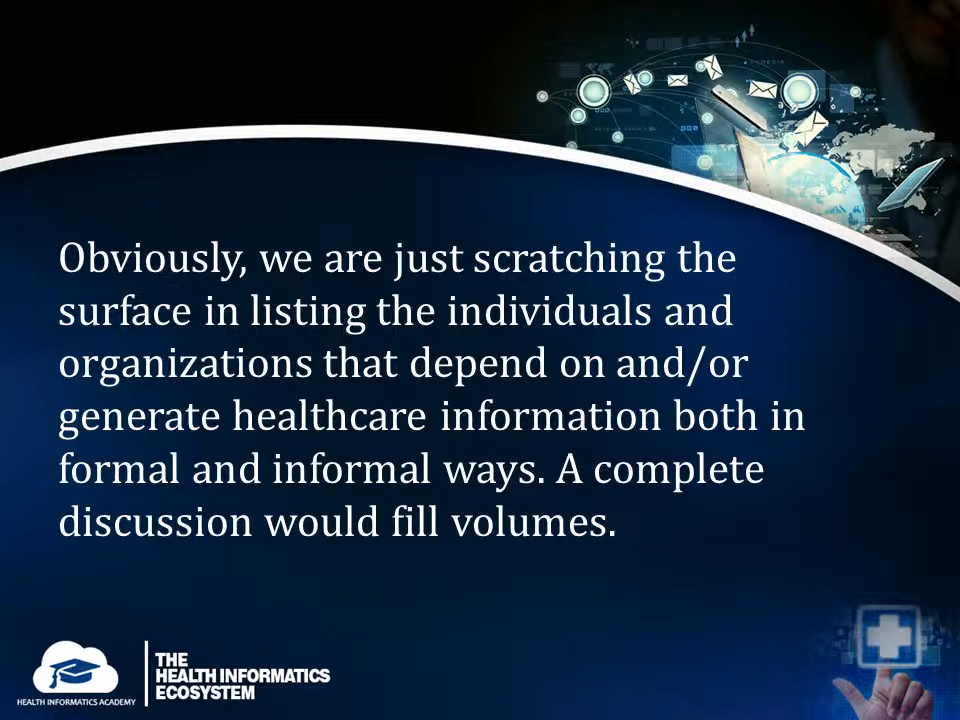 Obviously, we are just scratching the
surface in listing the individuals and
organizations that depend on and/or
generate healthcare information both in
formal and informal ways. A complete
discussion would fill volumes.
HEALTH INFORMATICS ACADEMY
THE
HEALTH INFORMATICS
ECOSYSTEM